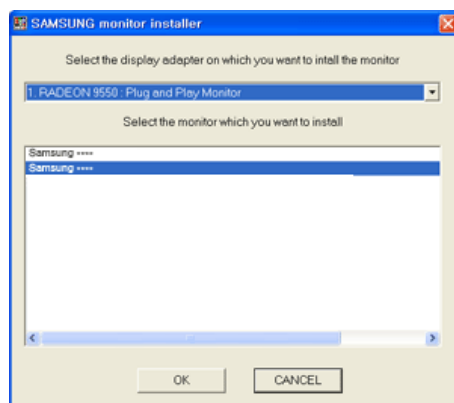 SAMSUNG monitor installer
Select the display adapter on which you want to intall the monitor
1. RADEON 9550 : Plug and Play Monitor
Select the monitor which you want to install
Samsung ----
Samsung ----
OK
CANCEL